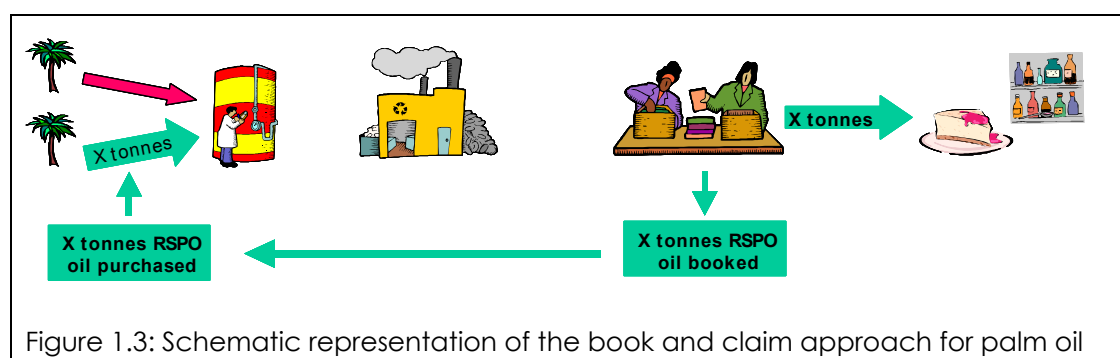 X tonnes
X tonnes
X tonnes RSPO
oil purchased
X tonnes RSPO
oil booked
Figure 1.3: Schematic representation of the book and claim approach for palm oil